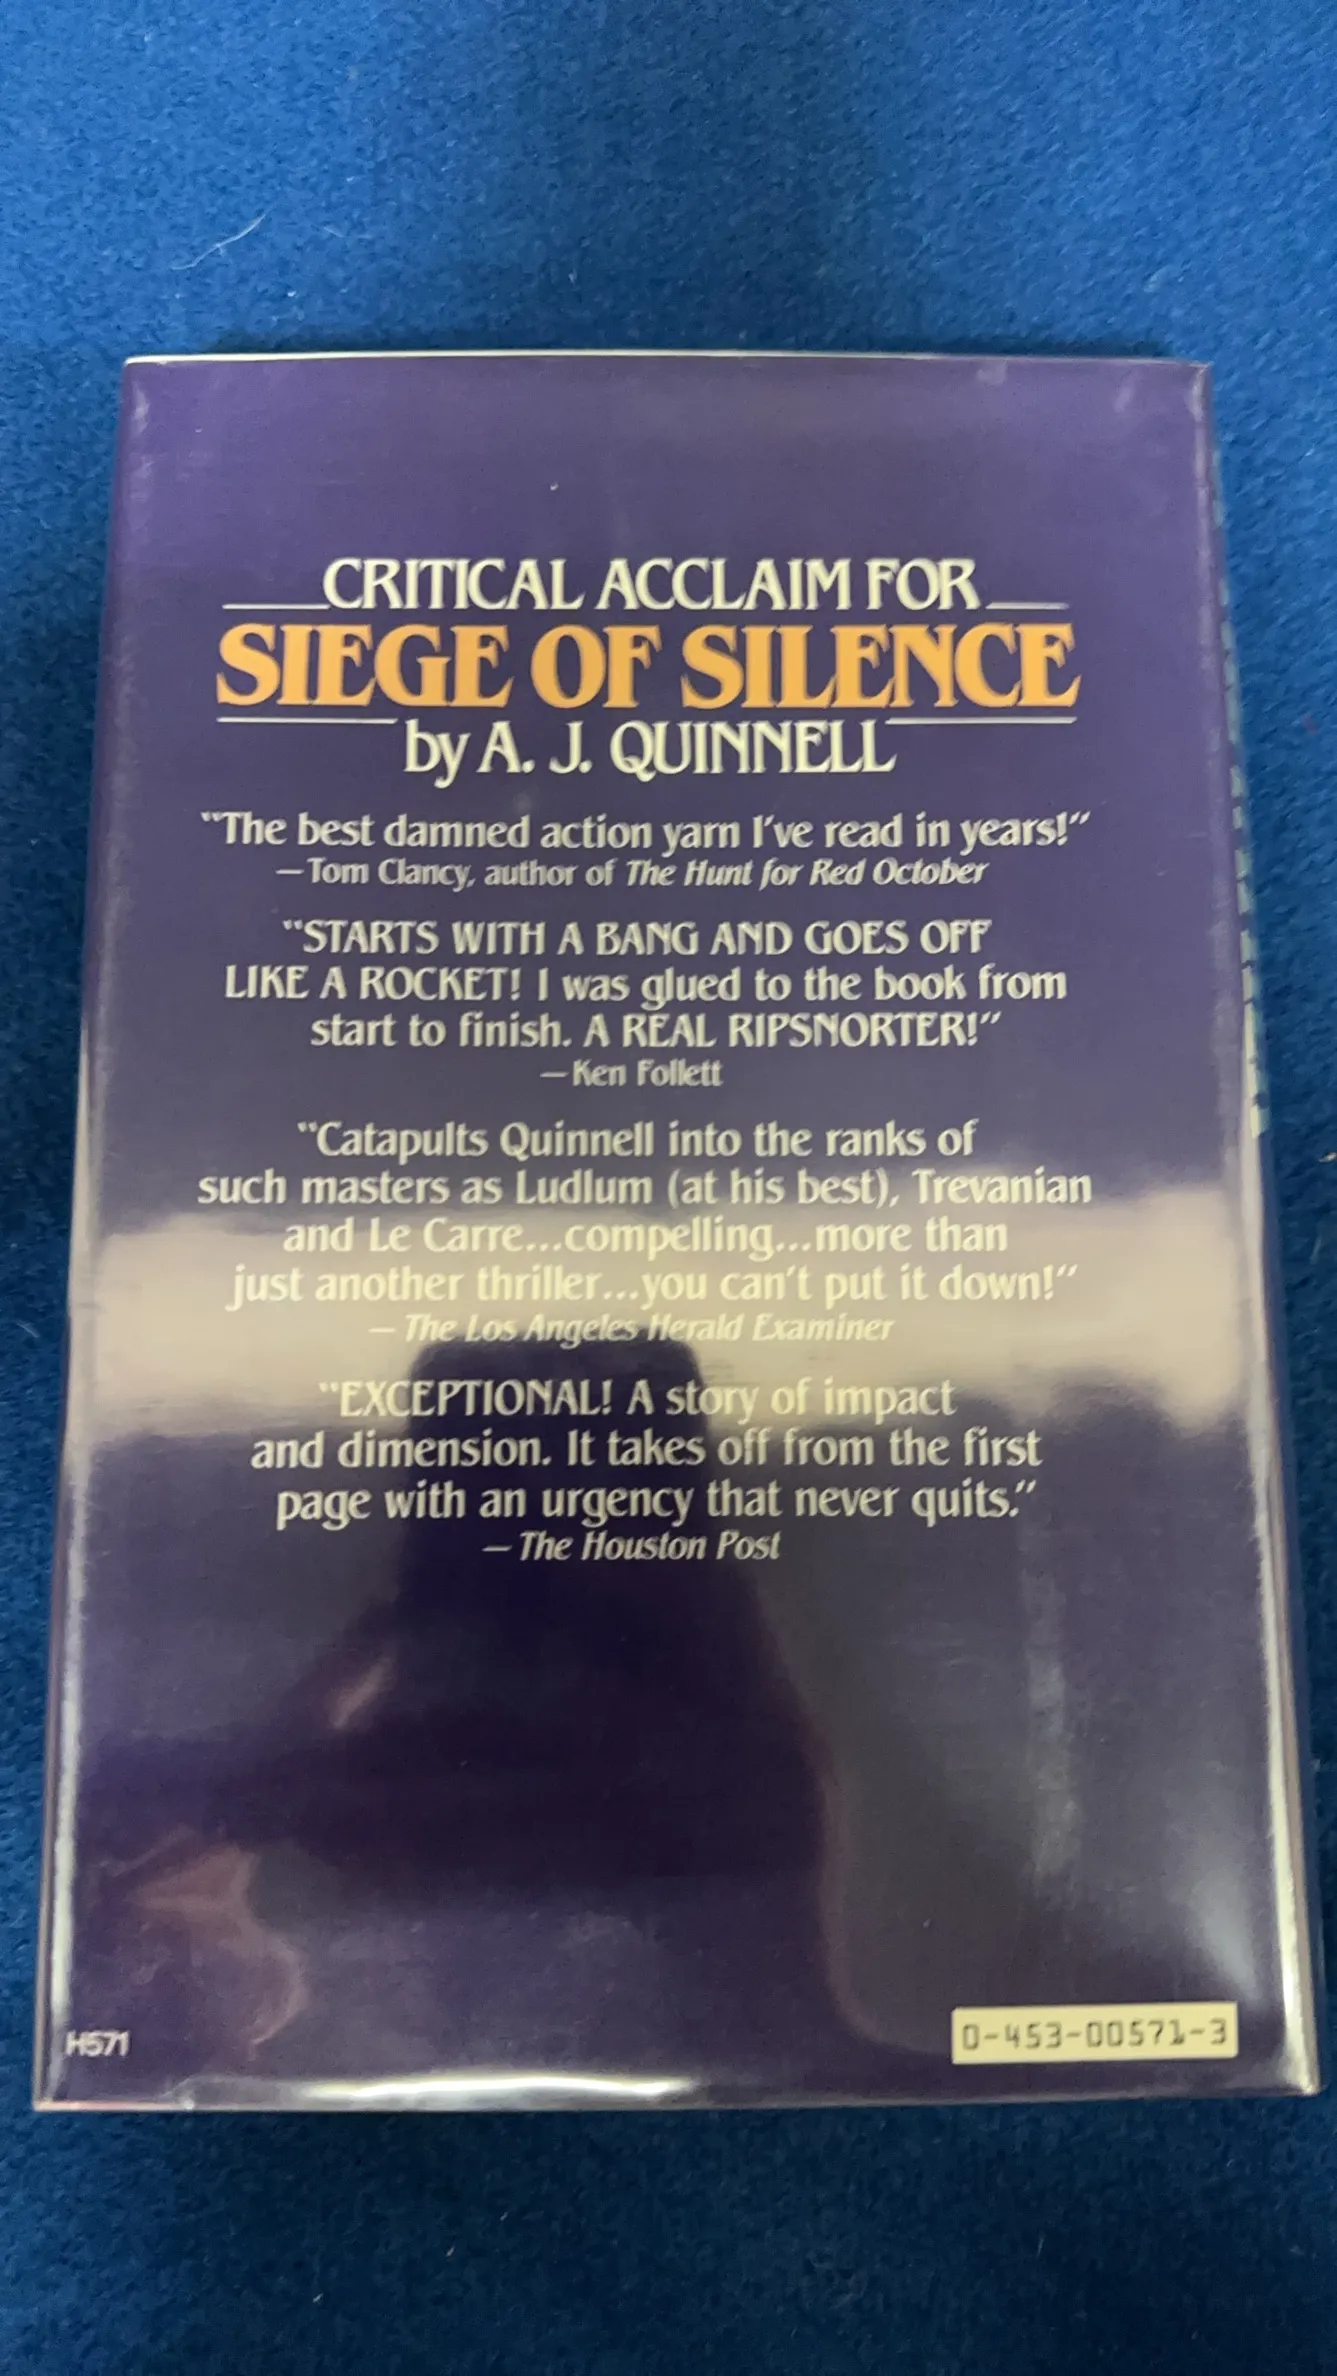 CRITICAL ACCLAIM FOR
SIEGE OF SILENCE
by A. J. QUINNELL
"The best damned action yarn I've read in years!"
—Tom Clancy, author of The Hunt for Red October
"STARTS WITH A BANG AND GOES OFF
LIKE A ROCKET! I was glued to the book from
start to finish. A REAL RIPSNORTER!"
—Ken Follett
"Catapults Quinnell into the ranks of
such masters as Ludlum (at his best), Trevanian
and Le Carre...compelling...more than
just another thriller...you can't put it down!"
— The Los Angeles Herald Examiner
"EXCEPTIONAL! A story of impact
and dimension. It takes off from the first
page with an urgency that never quits."
— The Houston Post
H571
0-453-00571-3